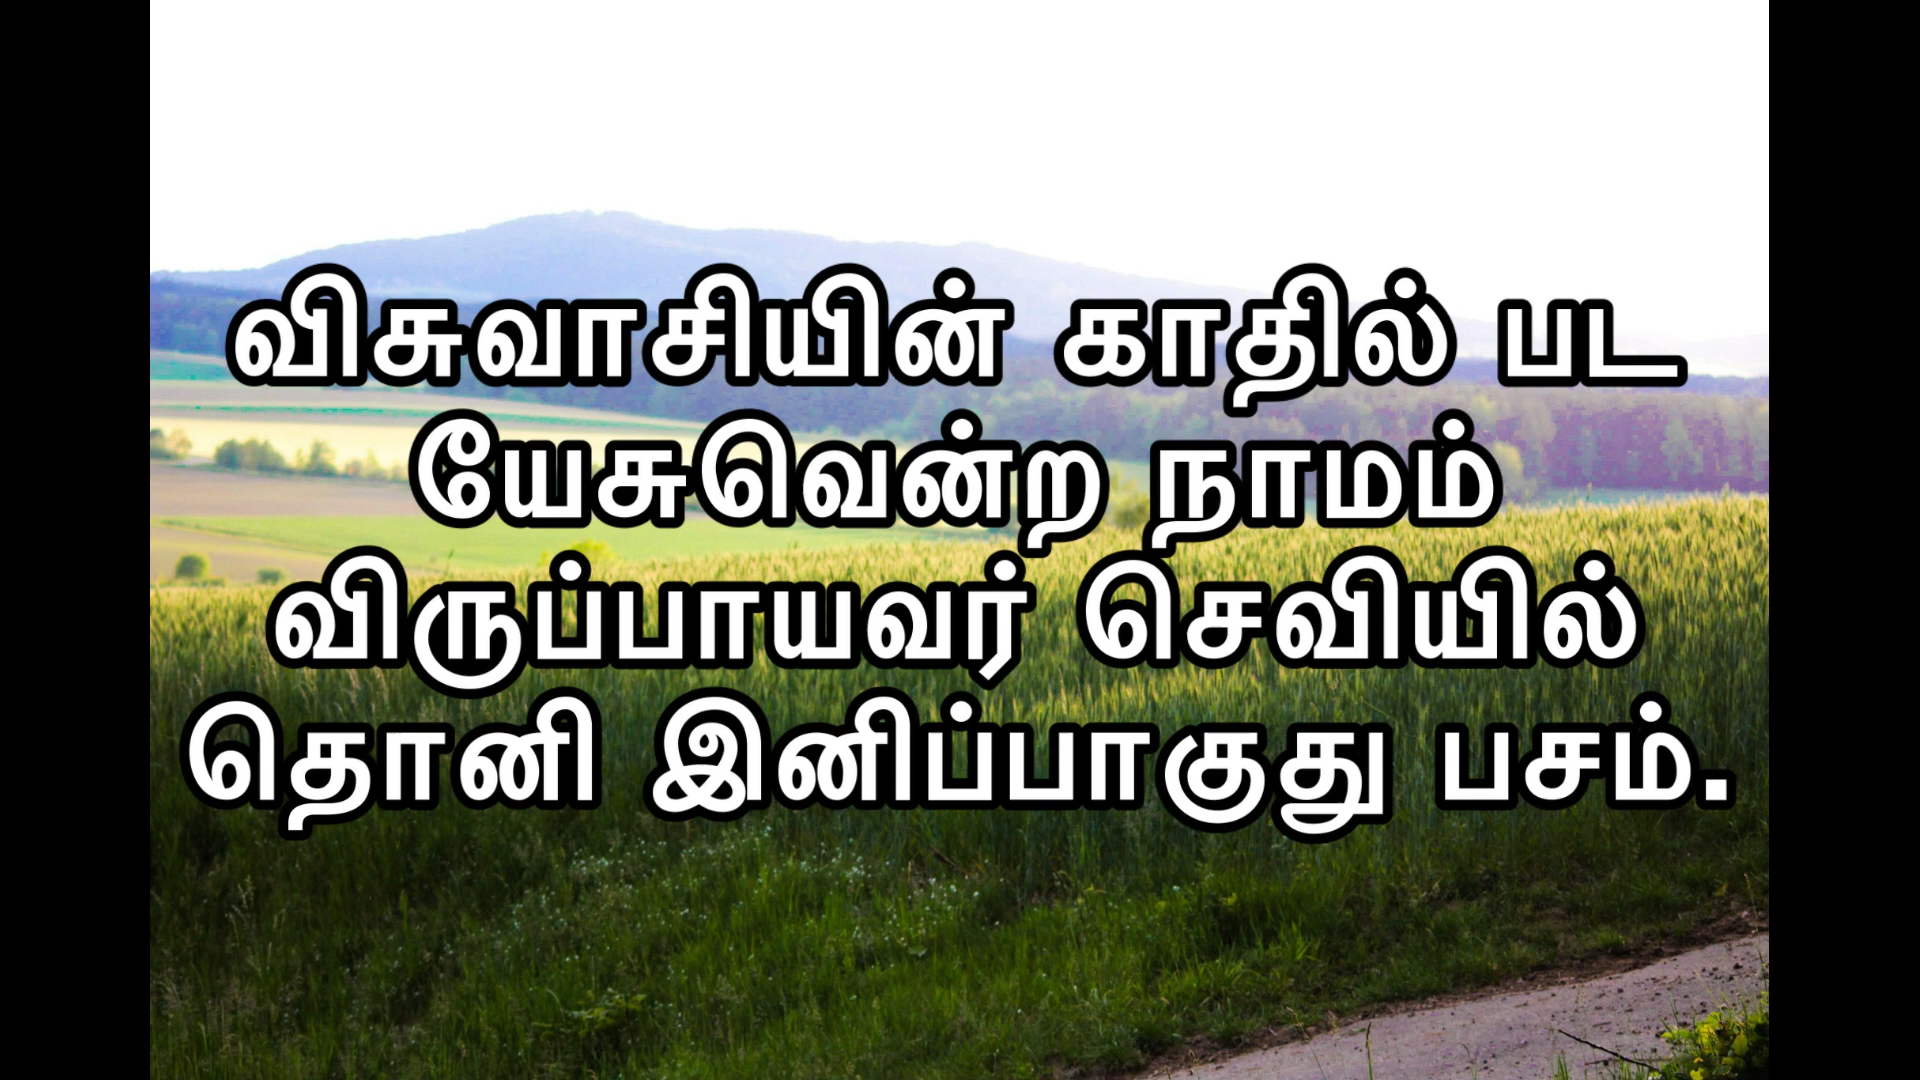 விசுவாசியின் காதில் பட
யேசுவென்ற நாமம்
விருப்பாயவர் செவியில்
தொனி இனிப்பாகுது பசம்.